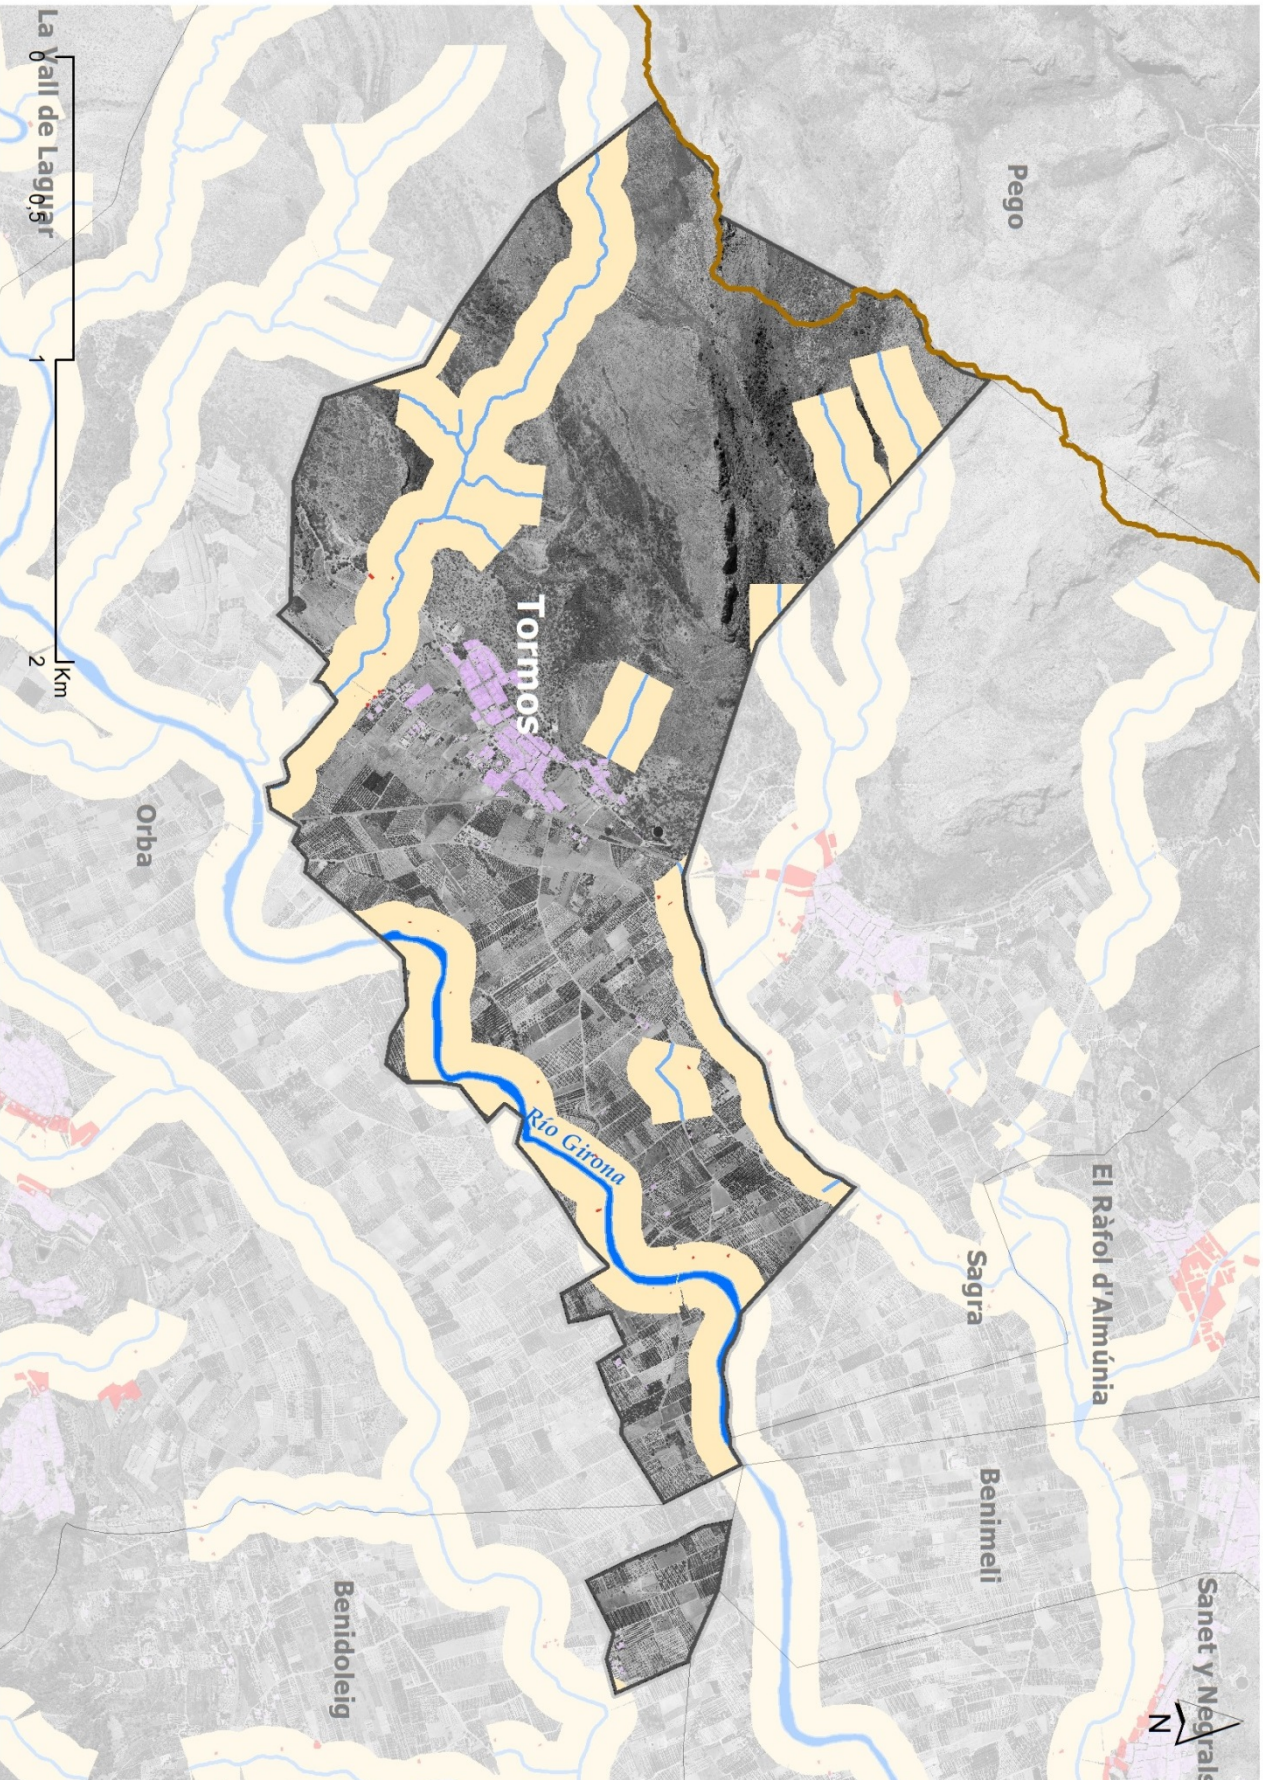 Pego
Sanet y Negrals
N
El Ràfol d'Almúnia
Benimeli
Sagra
Tormos
Río Girona
Benidoleig
Orba
La Vall de Laguar
0
0,5
1
2
Km